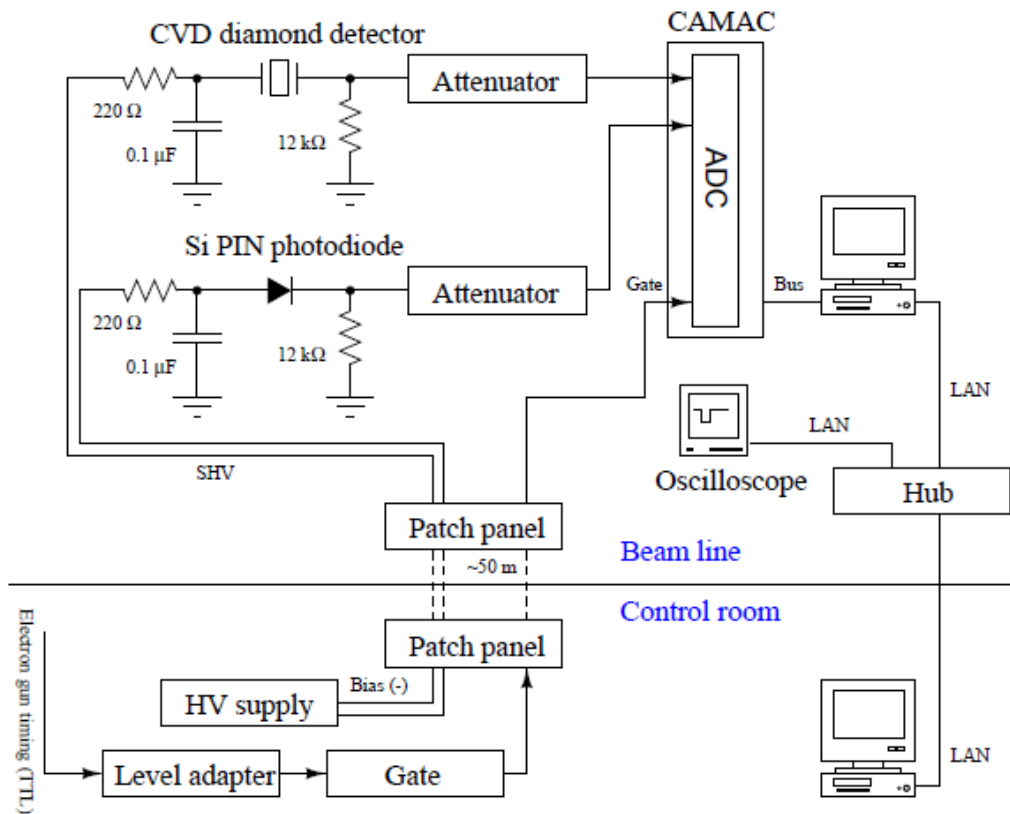 CAMAC
CVD diamond detector
Attenuator
220 Ω
0.1 μF
12 kΩ
ADC
Si PIN photodiode
Attenuator
Gate
Bus
220 Ω
0.1 μF
12 kΩ
LAN
LAN
SHV
Oscilloscope
Hub
Patch panel
Beam line
~50 m
Control room
Electron gun timing (TTL)
Patch panel
Bias (-)
HV supply
Level adapter
Gate
LAN